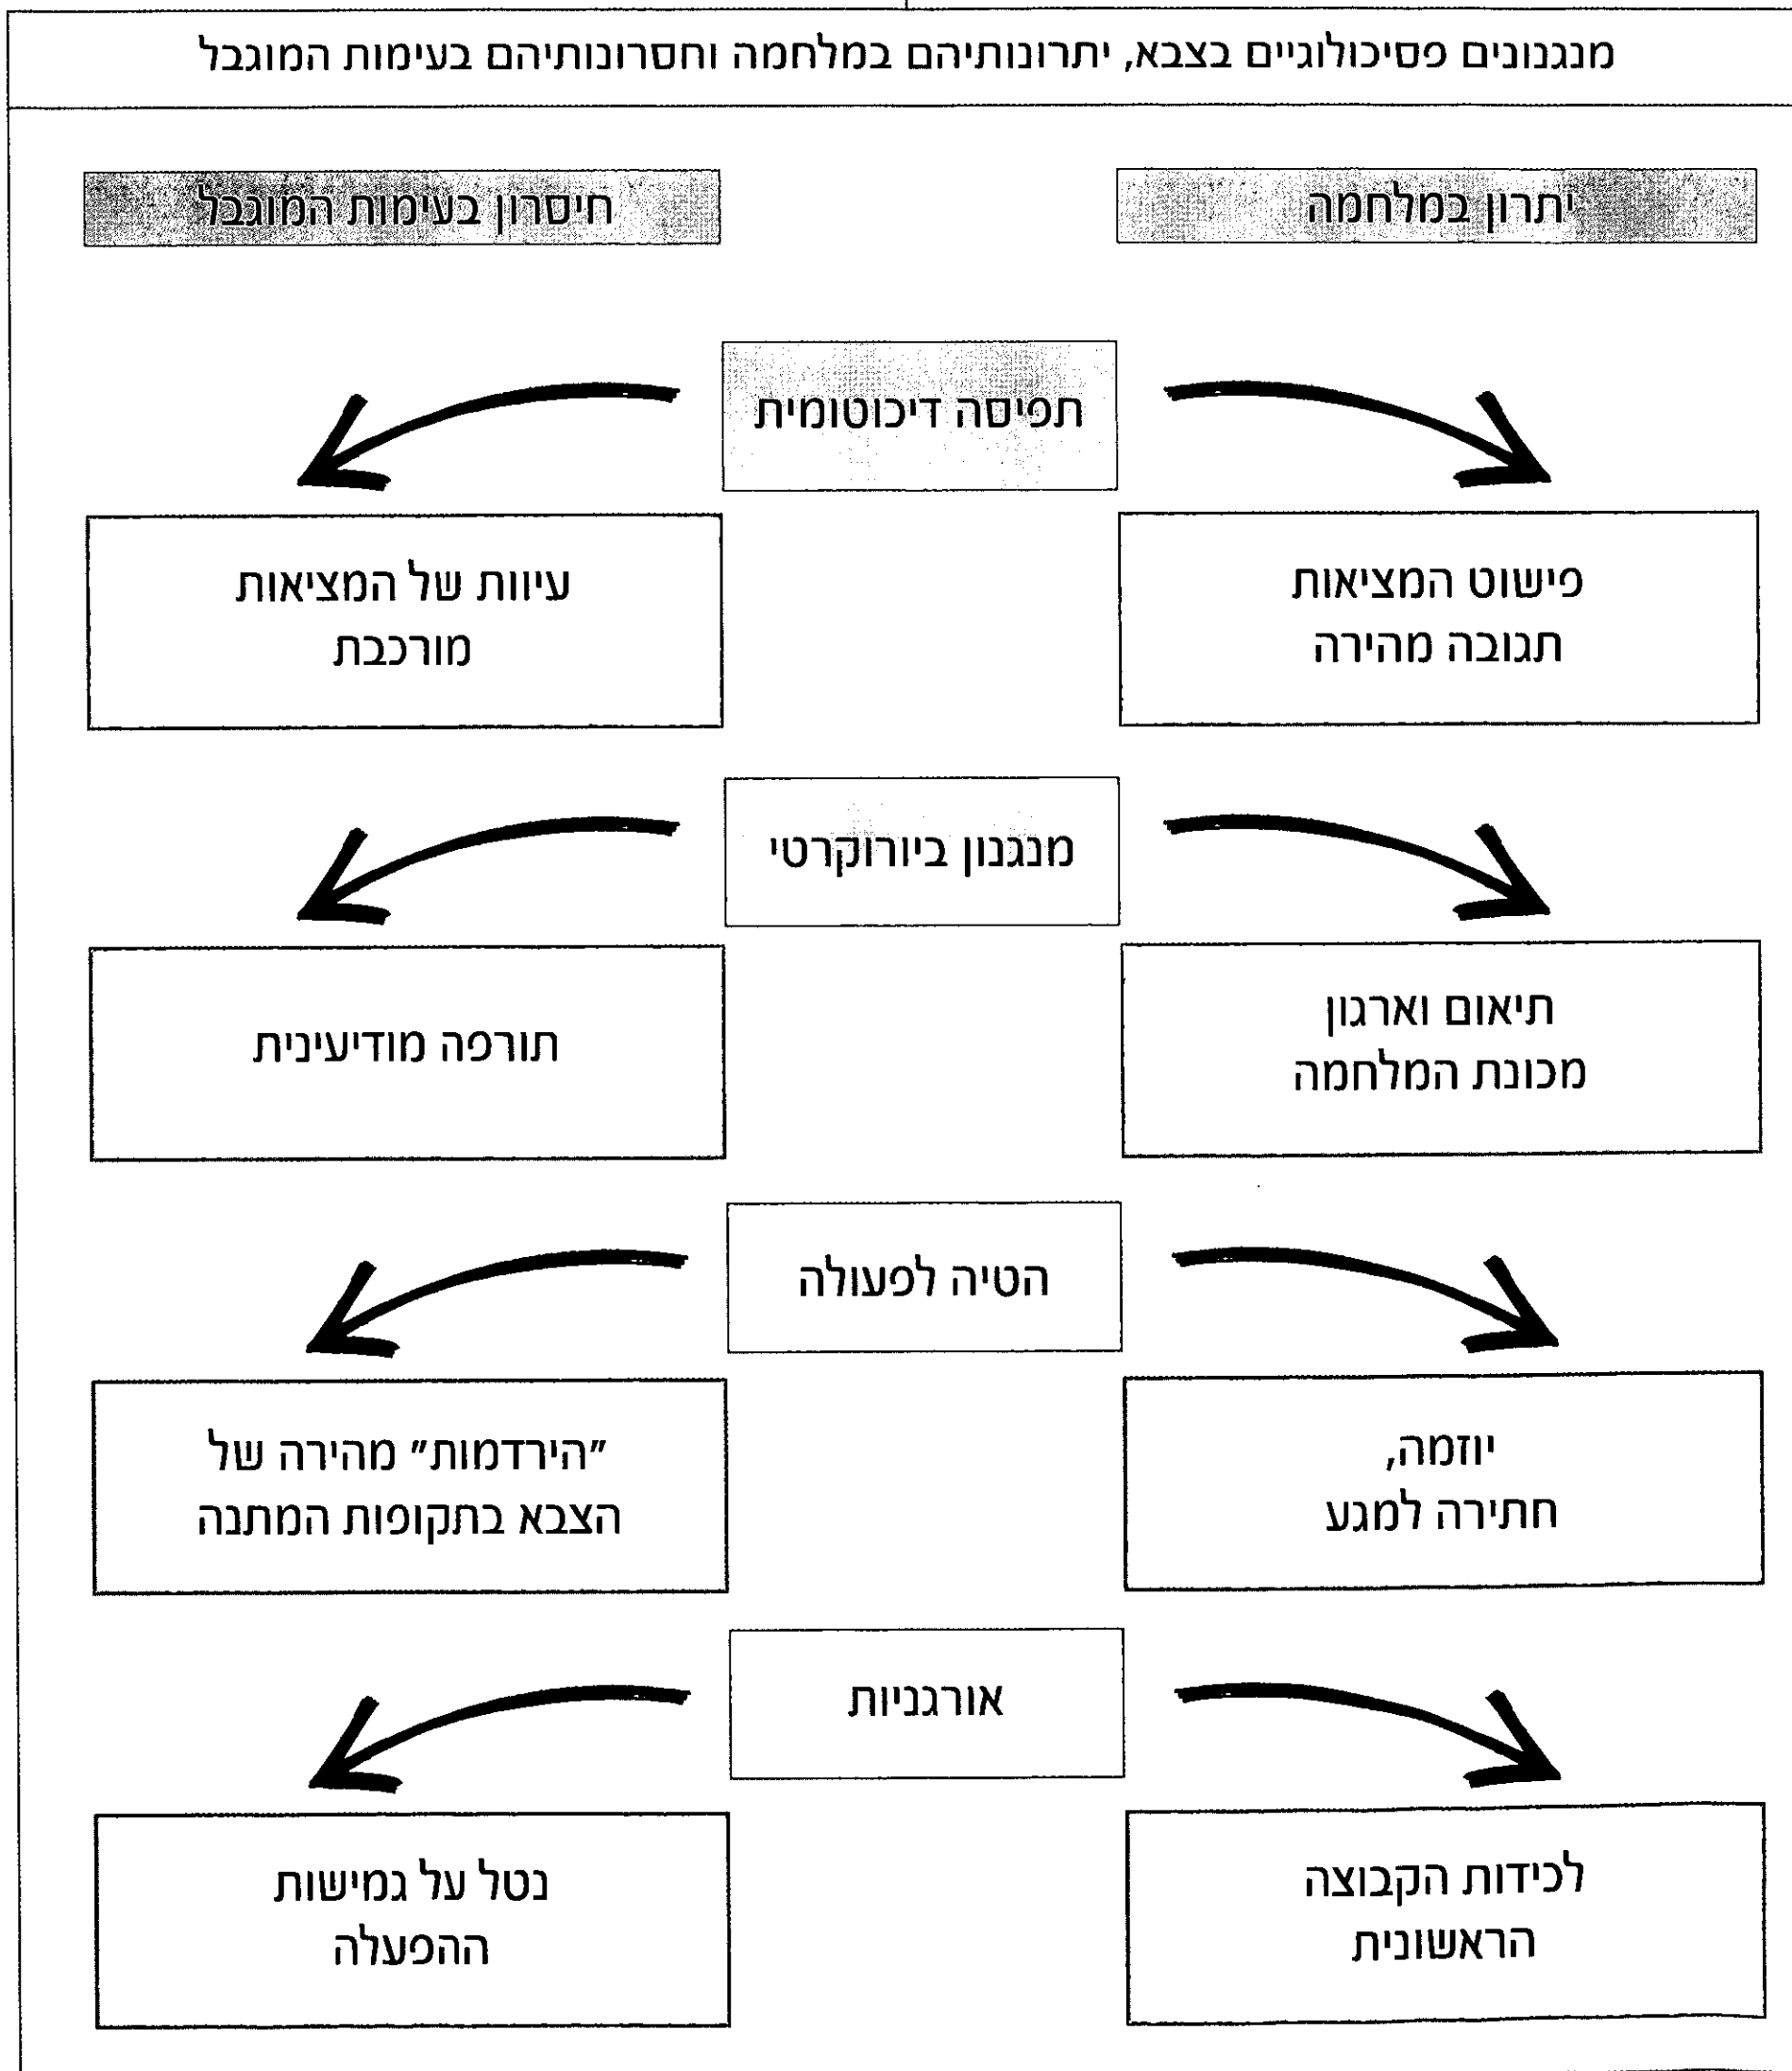 מנגנונים פסיכולוגיים בצבא, יתרונותיהם במלחמה וחסרונותיהם בעימות המוגבל
יתרון במלחמה
חיסרון בעימות המוגבל
תפיסה דיכוטומית
פישוט המציאות
תגובה מהירה
עיוות של המציאות
מורכבת
מנגנון ביורוקרטי
תיאום וארגון
מכונת המלחמה
תורפה מודיעינית
הטיה לפעולה
יוזמה,
חתירה למגע
"הירדמות" מהירה של
הצבא בתקופות המתנה
אורגניות
לכידות הקבוצה
הראשונית
נטל על גמישות
ההפעלה